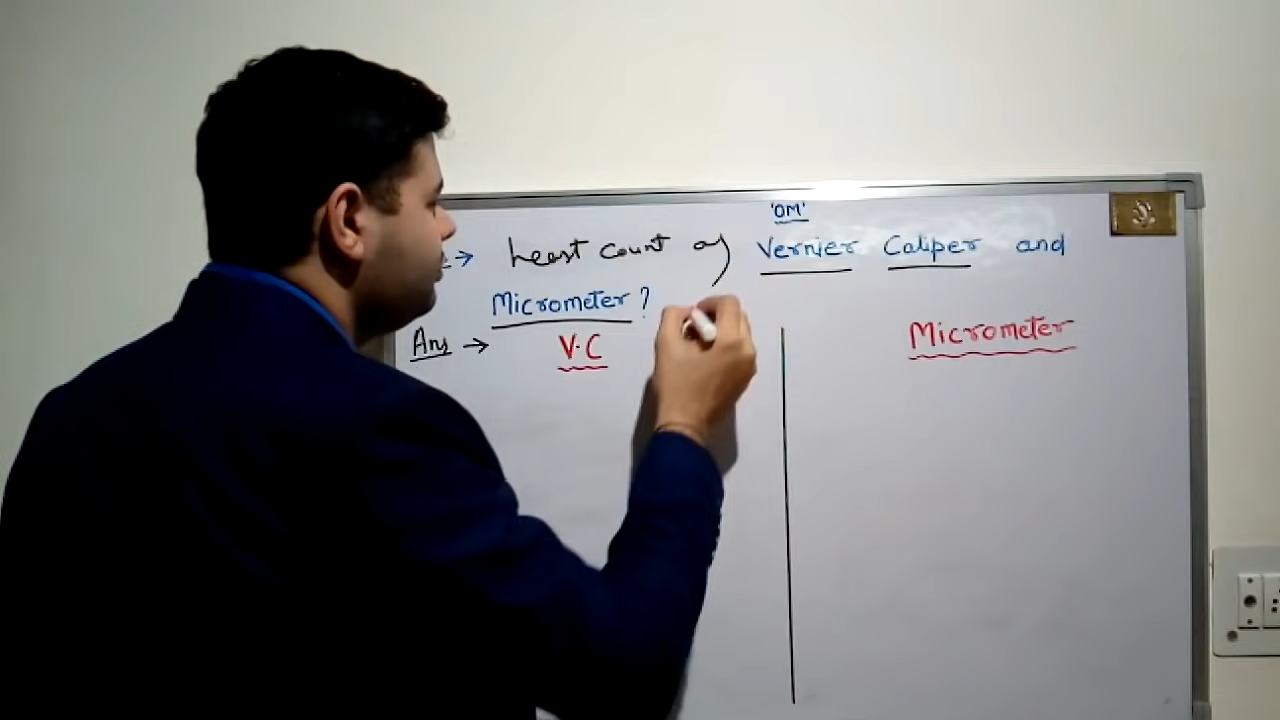 'OM'
→ Least count of Vernier Caliper and
Micrometer?
Ans → V.C
Micrometer